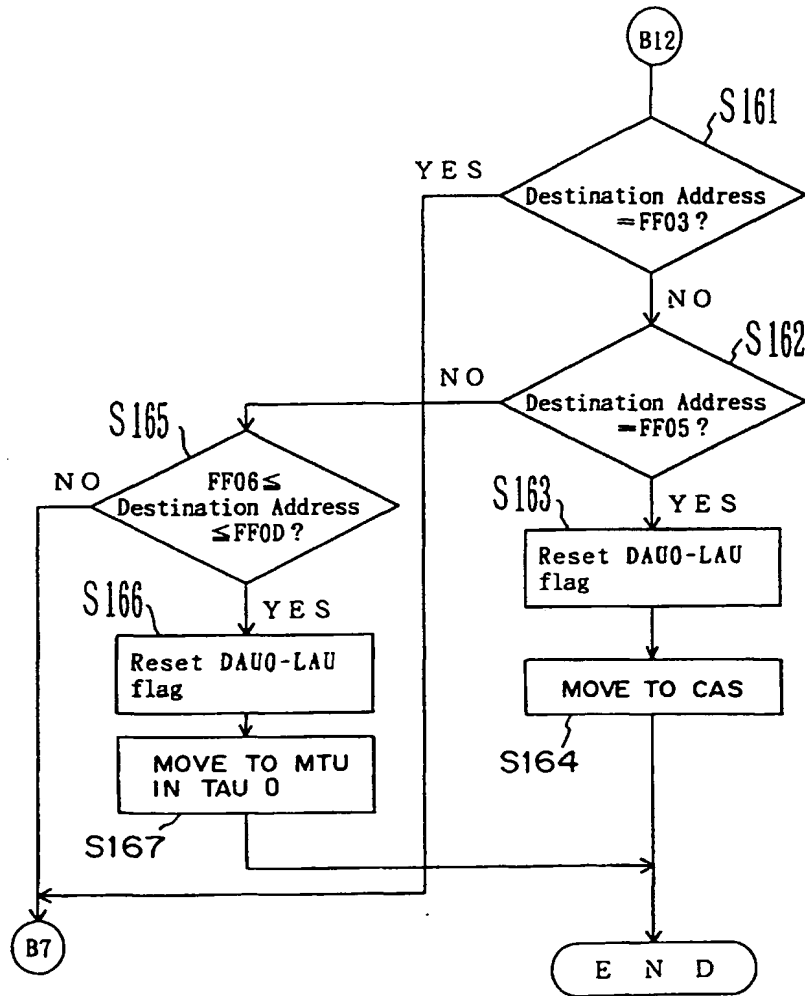 B12
S161
YES
Destination Address
=FF03?
NO
S162
NO
Destination Address
=FF05?
S165
NO
FF06≦
Destination Address
≦FF0D?
YES
S163
Reset DAU0-LAU
flag
YES
S166
Reset DAU0-LAU
flag
MOVE TO CAS
S164
MOVE TO MTU
IN TAU 0
S167
B7
END